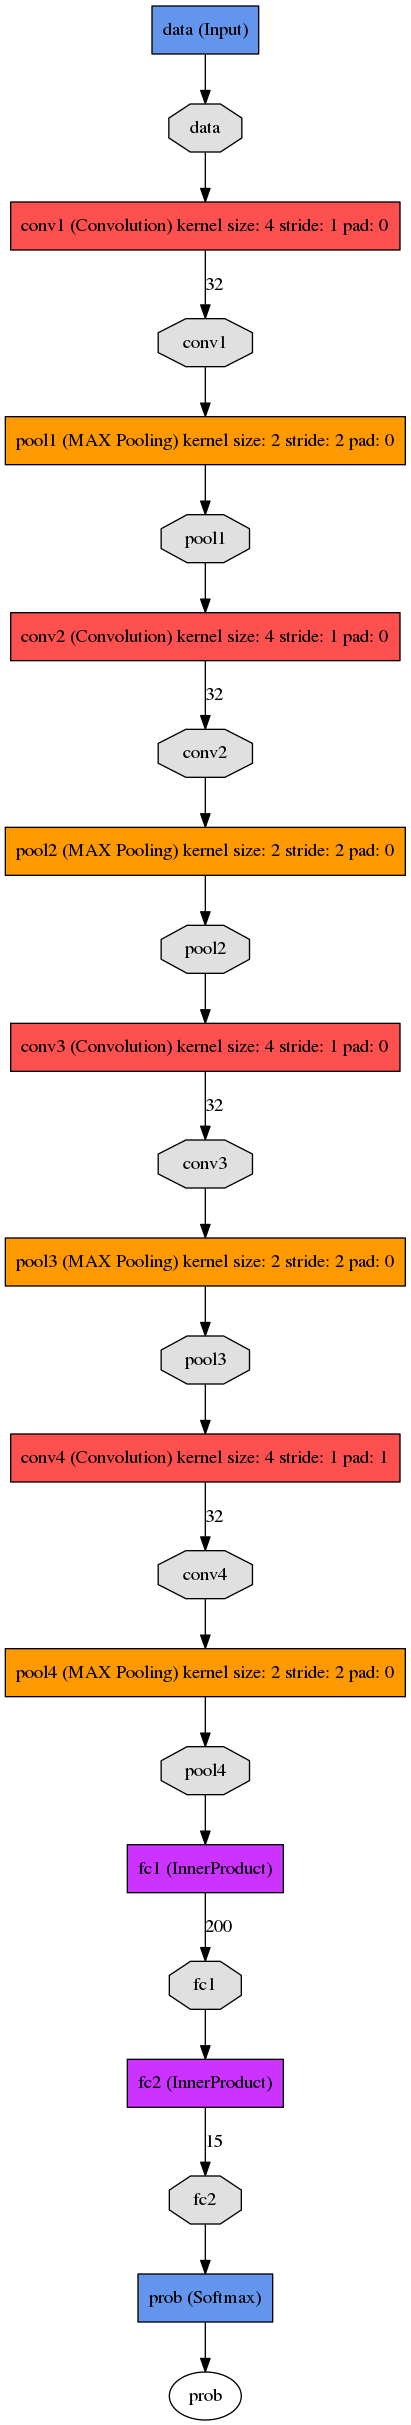 data (Input)
data
conv1 (Convolution) kernel size: 4 stride: 1 pad: 0
32
conv1
pool1 (MAX Pooling) kernel size: 2 stride: 2 pad: 0
pool1
conv2 (Convolution) kernel size: 4 stride: 1 pad: 0
32
conv2
pool2 (MAX Pooling) kernel size: 2 stride: 2 pad: 0
pool2
conv3 (Convolution) kernel size: 4 stride: 1 pad: 0
32
conv3
pool3 (MAX Pooling) kernel size: 2 stride: 2 pad: 0
pool3
conv4 (Convolution) kernel size: 4 stride: 1 pad: 1
32
conv4
pool4 (MAX Pooling) kernel size: 2 stride: 2 pad: 0
pool4
fc1 (InnerProduct)
200
fc1
fc2 (InnerProduct)
15
fc2
prob (Softmax)
prob